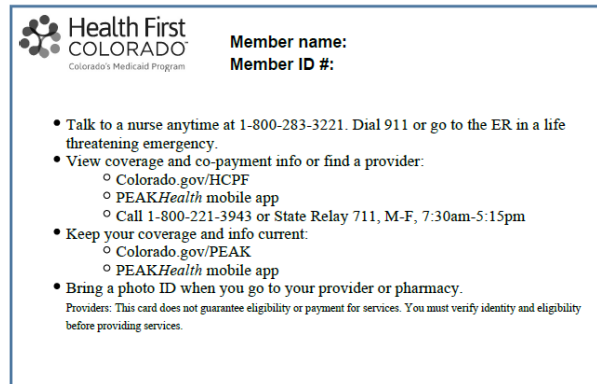 Health First
COLORADO
Colorado's Medicaid Program
Member name:
Member ID #:
• Talk to a nurse anytime at 1-800-283-3221. Dial 911 or go to the ER in a life
threatening emergency.
• View coverage and co-payment info or find a provider:
○ Colorado.gov/HCPF
○ PEAKHealth mobile app
○ Call 1-800-221-3943 or State Relay 711, M-F, 7:30am-5:15pm
• Keep your coverage and info current:
○ Colorado.gov/PEAK
○ PEAKHealth mobile app
• Bring a photo ID when you go to your provider or pharmacy.
Providers: This card does not guarantee eligibility or payment for services. You must verify identity and eligibility
before providing services.